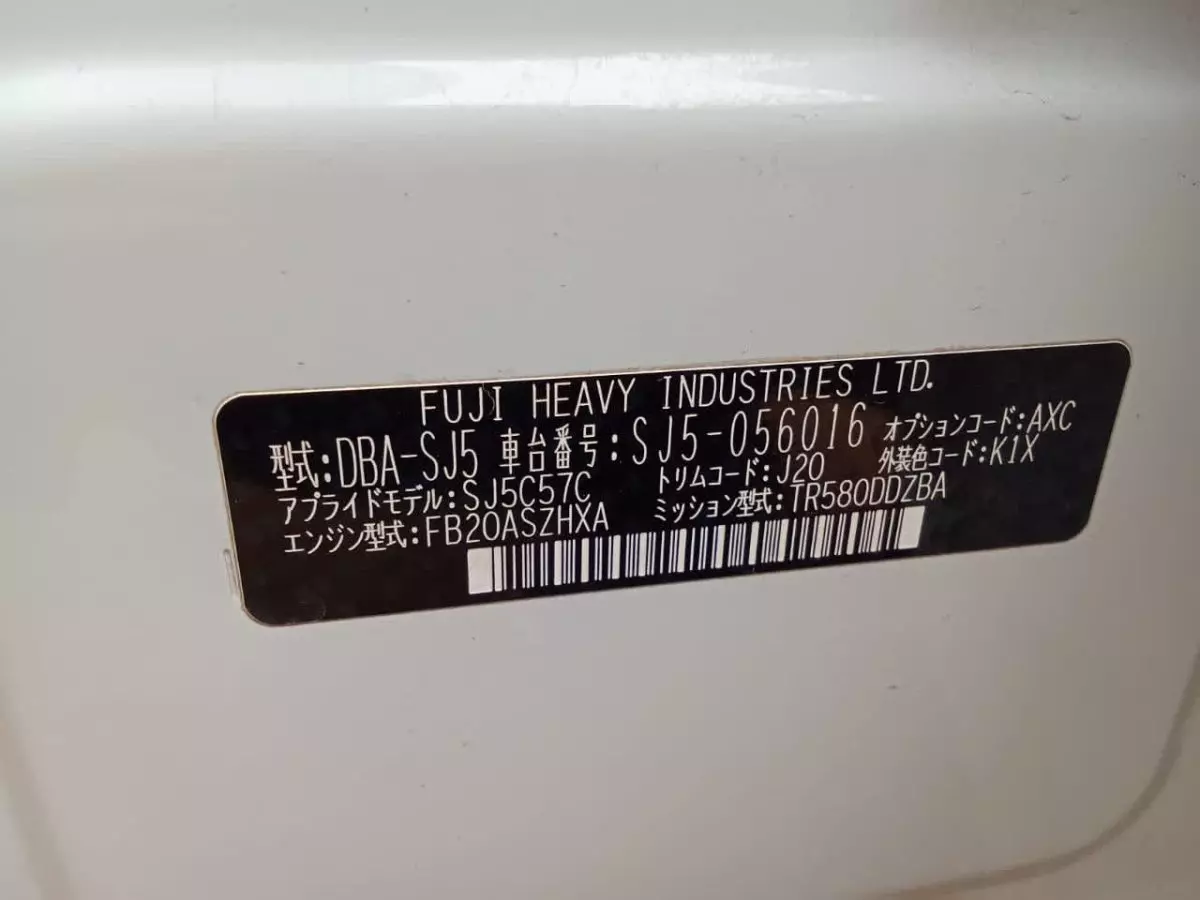 FUJI HEAVY INDUSTRIES LTD.
型式:DBA-SJ5 車台番号:SJ5-056016 オプションコード:AXC
アプライドモデル:SJ5C57C トリムコード:J20 外装色コード:K1X
エンジン型式:FB20ASZHXA ミッション型式:TR580DDZBA